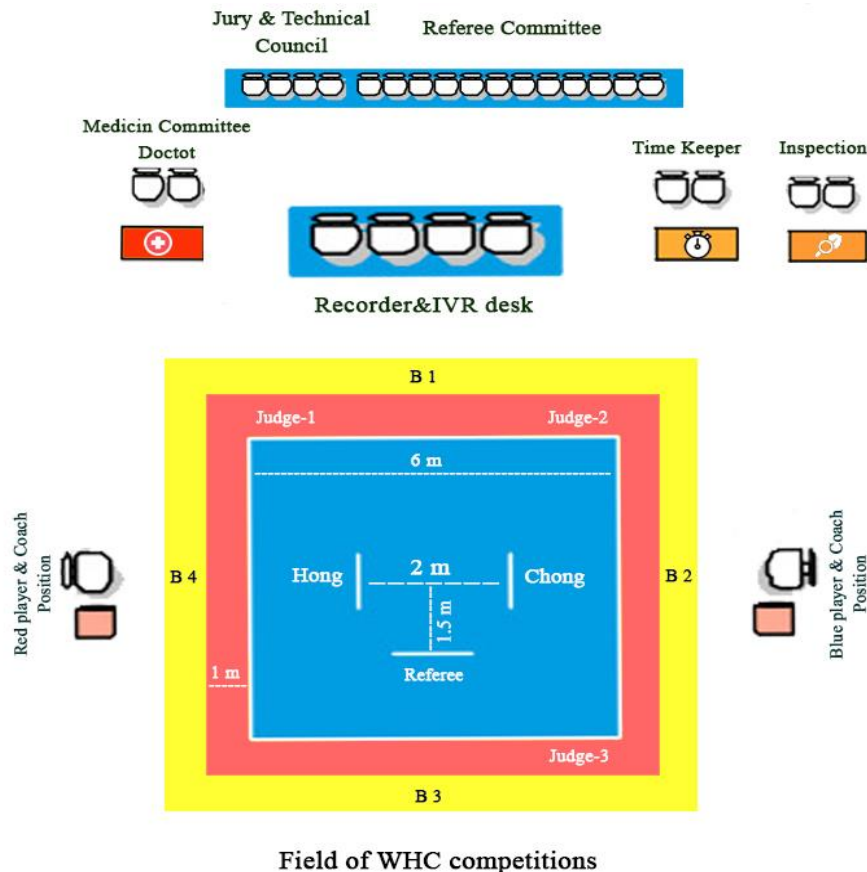 Jury & Technical
Council
Referee Committee
Medicin Committee
Doctot
Time Keeper
Inspection
Recorder&IVR desk
B 1
Judge-1
Judge-2
6 m
Red player & Coach
Position
B 4
Hong
2 m
Chong
B 2
Blue player & Coach
Position
1.5 m
Referee
1 m
Judge-3
B 3
Field of WHC competitions